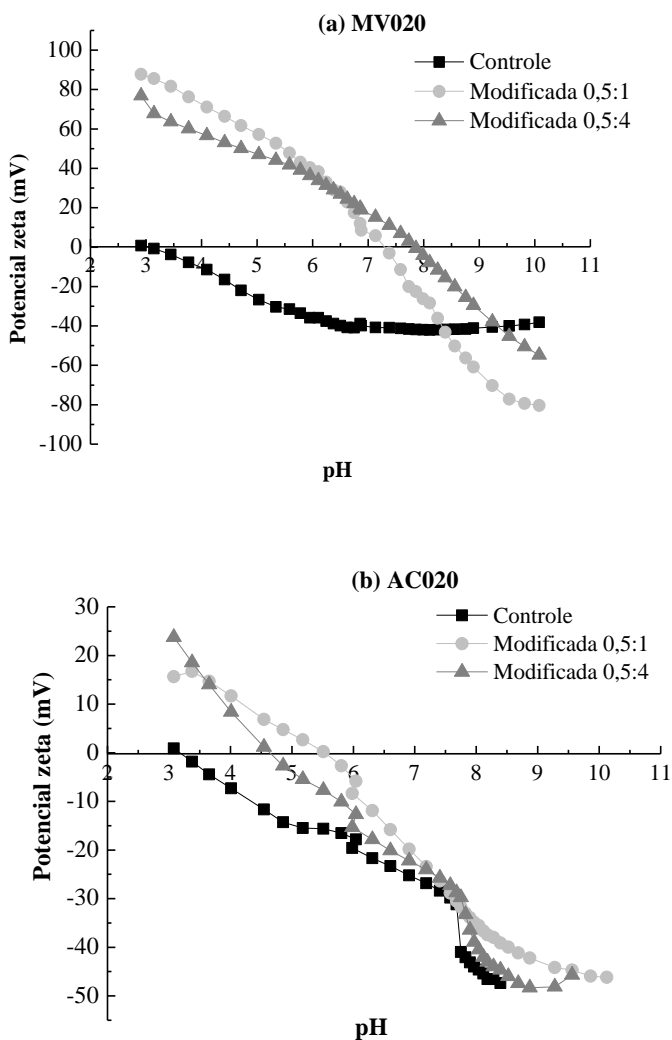 (a) MV020
100
80
60
40
20
0
-20
-40
-60
-80
-100
2 3 4 5 6 7 8 9 10 11
Potencial zeta (mV)
pH
Controle
Modificada 0,5:1
Modificada 0,5:4
(b) AC020
30
20
10
0
-10
-20
-30
-40
-50
2 3 4 5 6 7 8 9 10 11
Potencial zeta (mV)
pH
Controle
Modificada 0,5:1
Modificada 0,5:4